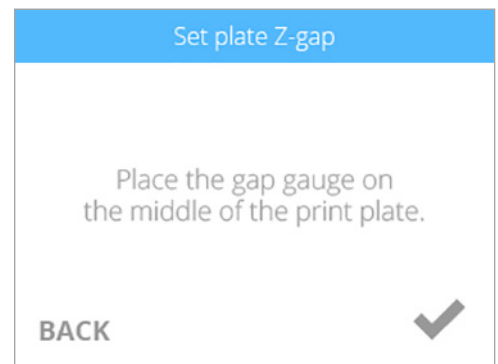 Set plate Z-gap
Place the gap gauge on
the middle of the print plate.
BACK